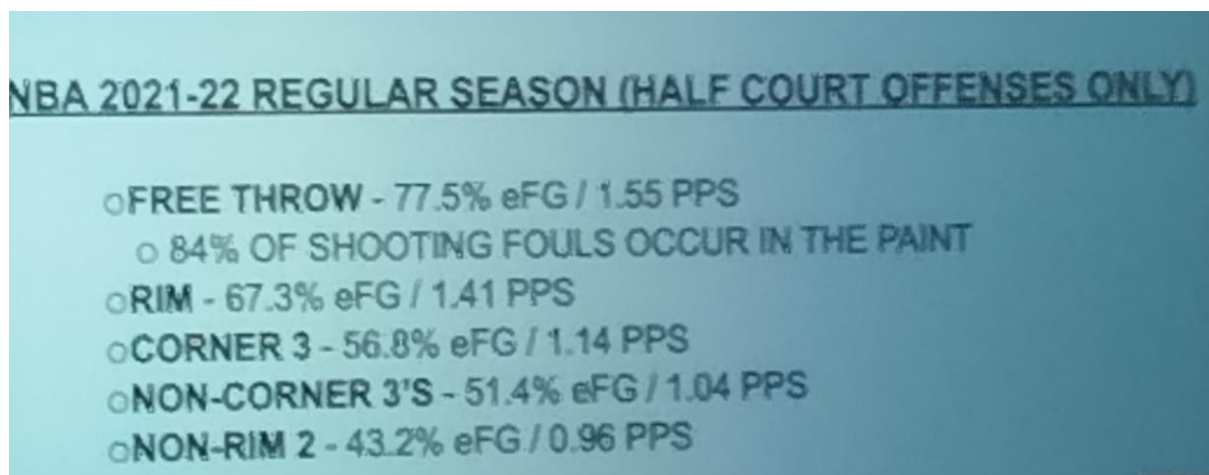 NBA 2021-22 REGULAR SEASON (HALF COURT OFFENSES ONLY)
○FREE THROW - 77.5% eFG / 1.55 PPS
○ 84% OF SHOOTING FOULS OCCUR IN THE PAINT
○RIM - 67.3% eFG / 1.41 PPS
○CORNER 3 - 56.8% eFG / 1.14 PPS
○NON-CORNER 3'S - 51.4% eFG / 1.04 PPS
○NON-RIM 2 - 43.2% eFG / 0.96 PPS